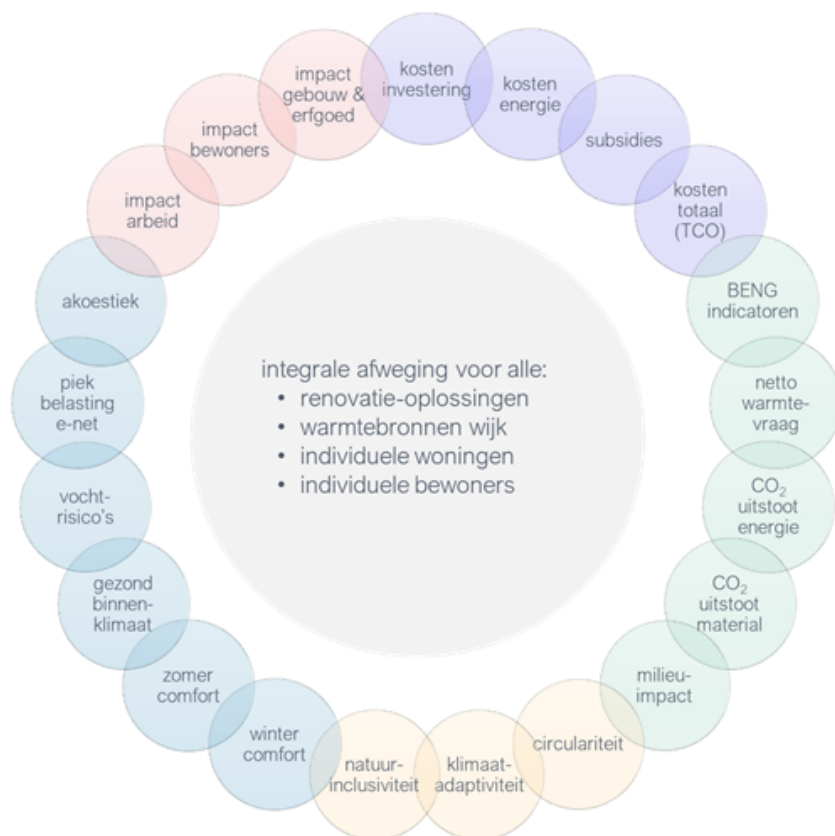 kosten
investering
kosten
energie
subsidies
kosten
totaal
(TCO)
BENG
indicatoren
netto
warmte-
vraag
CO₂
uitstoot
energie
CO₂
uitstoot
material
milieu-
impact
circulariteit
klimaat-
adaptiviteit
natuur-
inclusiviteit
winter
comfort
zomer
comfort
gezond
binnen-
klimaat
vocht-
risico's
piek
belasting
e-net
akoestiek
impact
arbeid
impact
bewoners
impact
gebouw &
erfgoed
integrale afweging voor alle:
• renovatie-oplossingen
• warmtebronnen wijk
• individuele woningen
• individuele bewoners